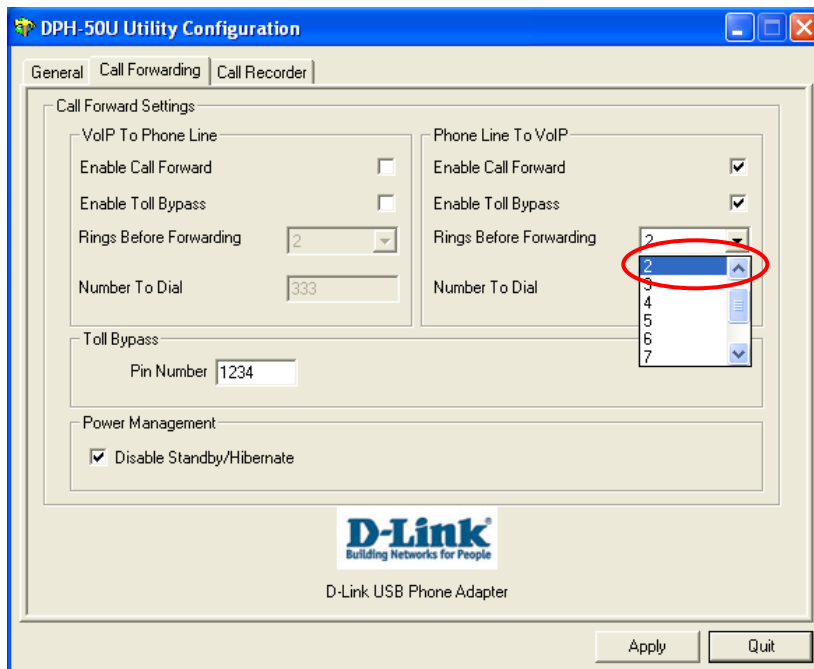 DPH-50U Utility Configuration
General Call Forwarding Call Recorder
Call Forward Settings
VoIP To Phone Line
Enable Call Forward
Enable Toll Bypass
Rings Before Forwarding 2
Number To Dial 333
Phone Line To VoIP
Enable Call Forward
Enable Toll Bypass
Rings Before Forwarding 2
2
3
4
5
6
7
Number To Dial
Toll Bypass
Pin Number 1234
Power Management
Disable Standby/Hibernate
D-Link
Building Networks for People
D-Link USB Phone Adapter
Apply Quit